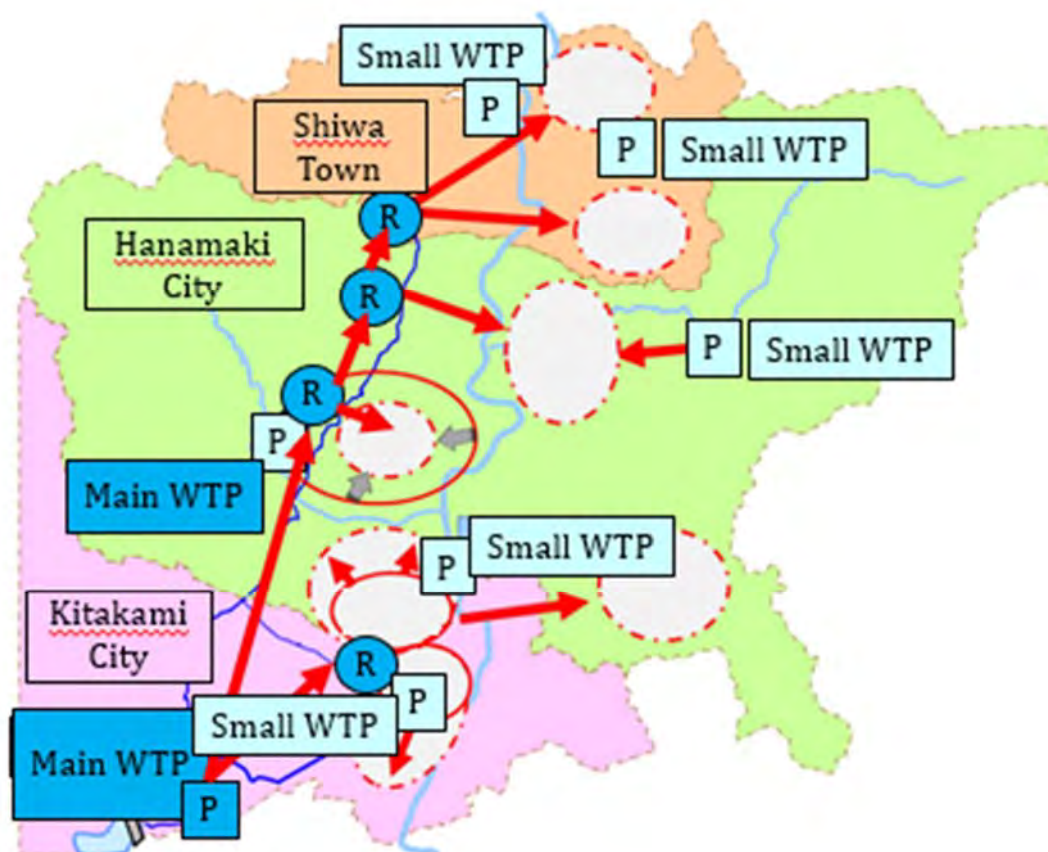 Small WTP
P
Shiwa
Town
P
Small WTP
R
Hanamaki
City
R
P
Small WTP
R
P
Main WTP
Small WTP
P
Kitakami
City
R
P
Small WTP
Main WTP
P